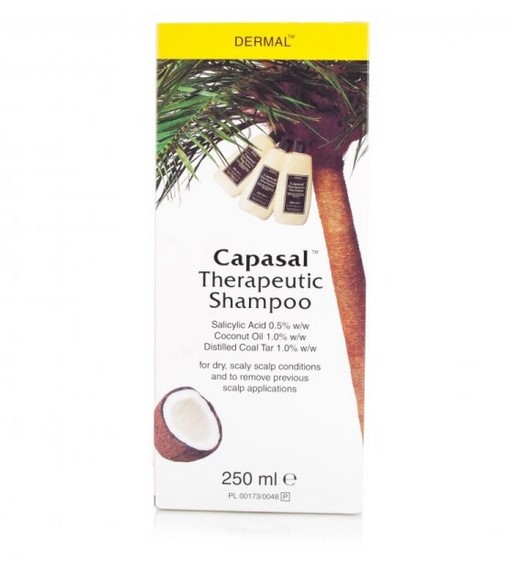 DERMAL™
Capasal™
Therapeutic
Shampoo
Salicylic Acid 0.5% w/w
Coconut Oil 1.0% w/w
Distilled Coal Tar 1.0% w/w
for dry, scaly scalp conditions
and to remove previous
scalp applications
250 ml ℮
PL 00173/0048 P